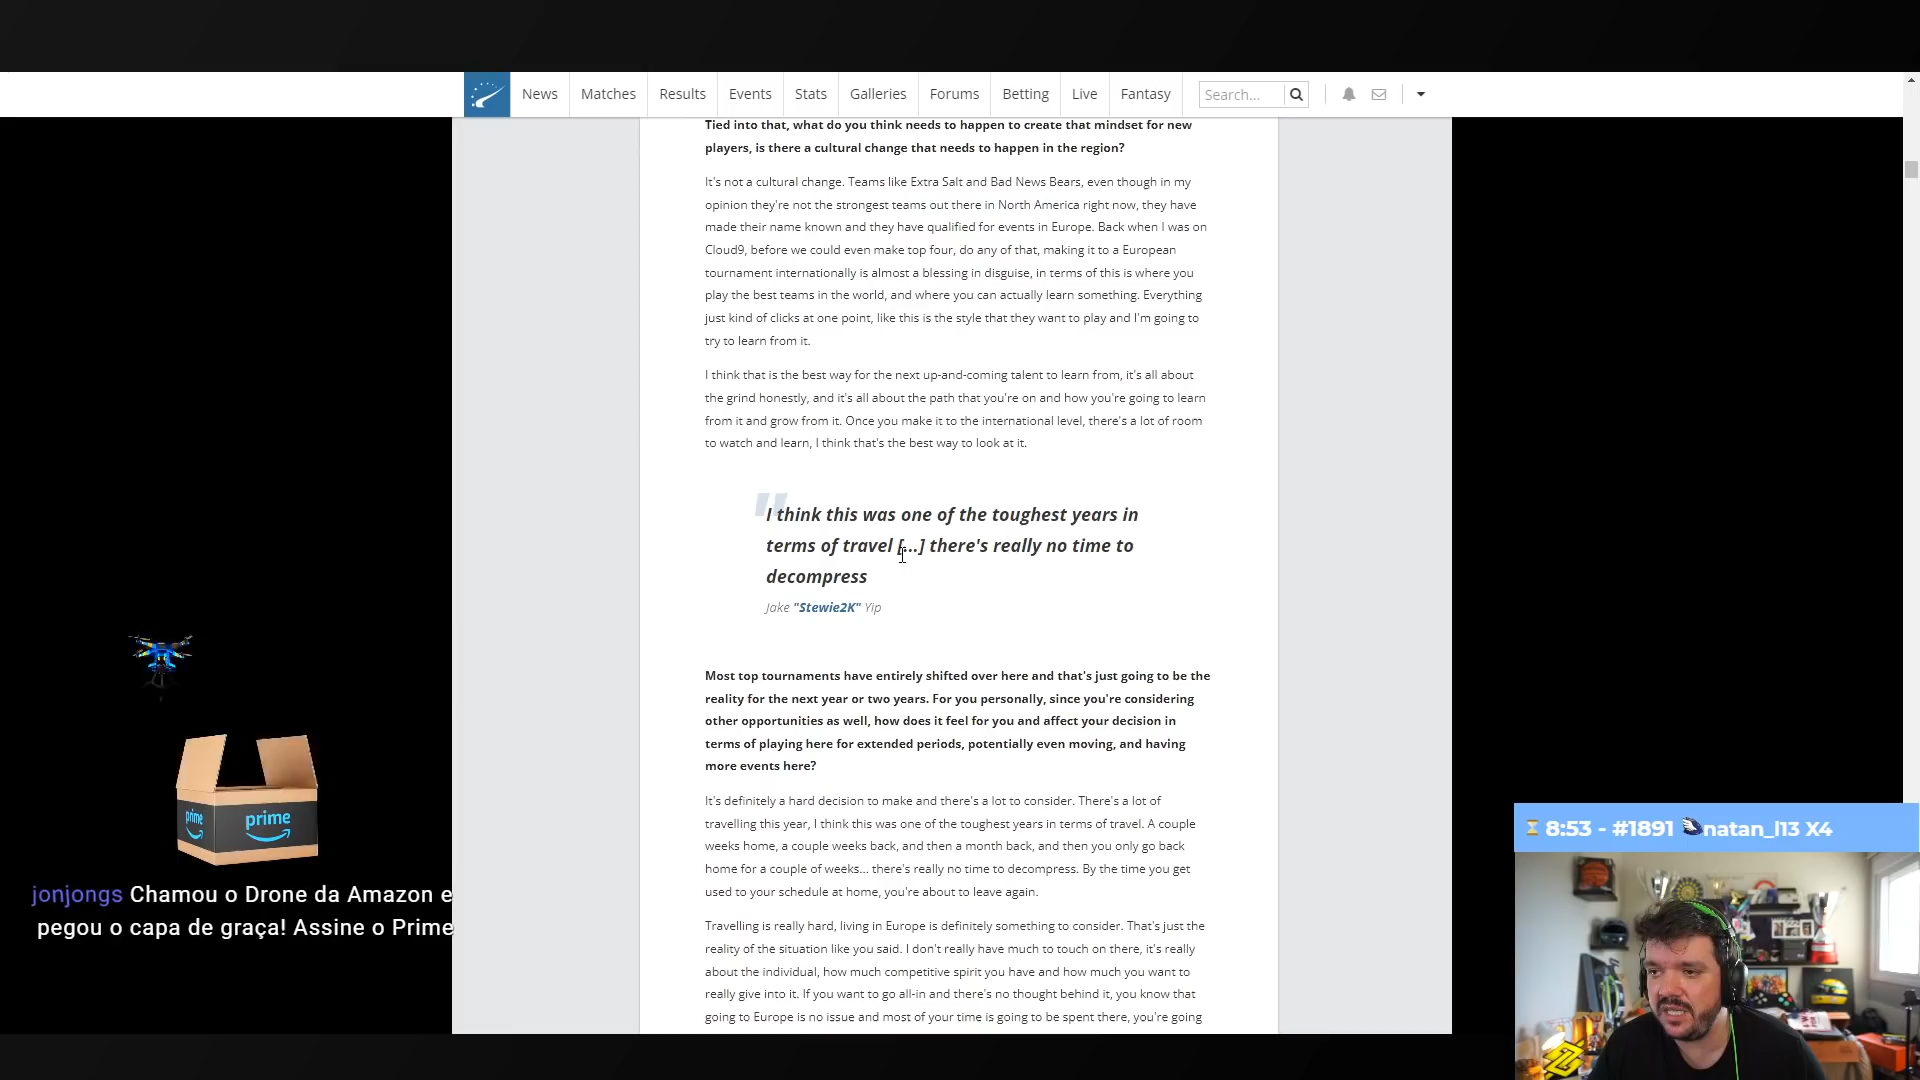 News Matches Results Events Stats Galleries Forums Betting Live Fantasy Search...
Tied into that, what do you think needs to happen to create that mindset for new
players, is there a cultural change that needs to happen in the region?
It's not a cultural change. Teams like Extra Salt and Bad News Bears, even though in my
opinion they're not the strongest teams out there in North America right now, they have
made their name known and they have qualified for events in Europe. Back when I was on
Cloud9, before we could even make top four, do any of that, making it to a European
tournament internationally is almost a blessing in disguise, in terms of this is where you
play the best teams in the world, and where you can actually learn something. Everything
just kind of clicks at one point, like this is the style that they want to play and I'm going to
try to learn from it.
I think that is the best way for the next up-and-coming talent to learn from, it's all about
the grind honestly, and it's all about the path that you're on and how you're going to learn
from it and grow from it. Once you make it to the international level, there's a lot of room
to watch and learn, I think that's the best way to look at it.
"
I think this was one of the toughest years in
terms of travel [...] there's really no time to
decompress
Jake "Stewie2K" Yip
Most top tournaments have entirely shifted over here and that's just going to be the
reality for the next year or two years. For you personally, since you're considering
other opportunities as well, how does it feel for you and affect your decision in
terms of playing here for extended periods, potentially even moving, and having
more events here?
It's definitely a hard decision to make and there's a lot to consider. There's a lot of
travelling this year, I think this was one of the toughest years in terms of travel. A couple
weeks home, a couple weeks back, and then a month back, and then you only go back
home for a couple of weeks... there's really no time to decompress. By the time you get
used to your schedule at home, you're about to leave again.
Travelling is really hard, living in Europe is definitely something to consider. That's just the
reality of the situation like you said. I don't really have much to touch on there, it's really
about the individual, how much competitive spirit you have and how much you want to
really give into it. If you want to go all-in and there's no thought behind it, you know that
going to Europe is no issue and most of your time is going to be spent there, you're going
prime prime
jonjongs Chamou o Drone da Amazon e
pegou o capa de graça! Assine o Prime
8:53 - #1891 natan_l13 X4